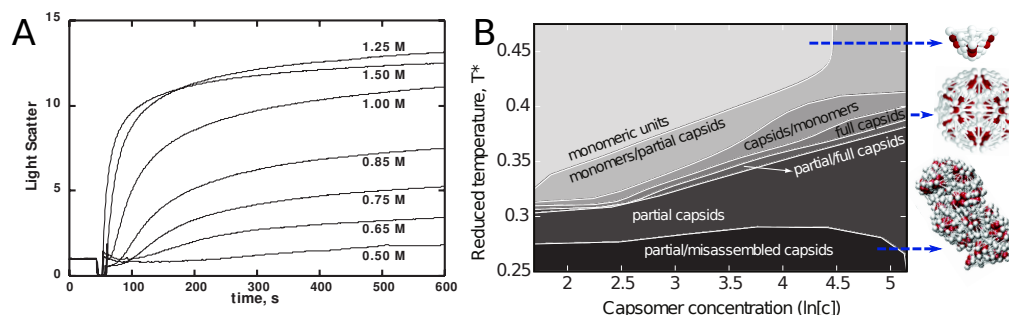 A
15
10
5
0
Light Scatter
1.25 M
1.50 M
1.00 M
0.85 M
0.75 M
0.65 M
0.50 M
0
100
200
300
400
500
600
time, s
B
0.45
0.4
0.35
0.3
0.25
Reduced temperature, T*
monomeric units
monomers/partial capsids
capsids/monomers
full capsids
partial/full capsids
partial capsids
partial/misassembled capsids
2
2.5
3
3.5
4
4.5
5
Capsomer concentration (ln[c])